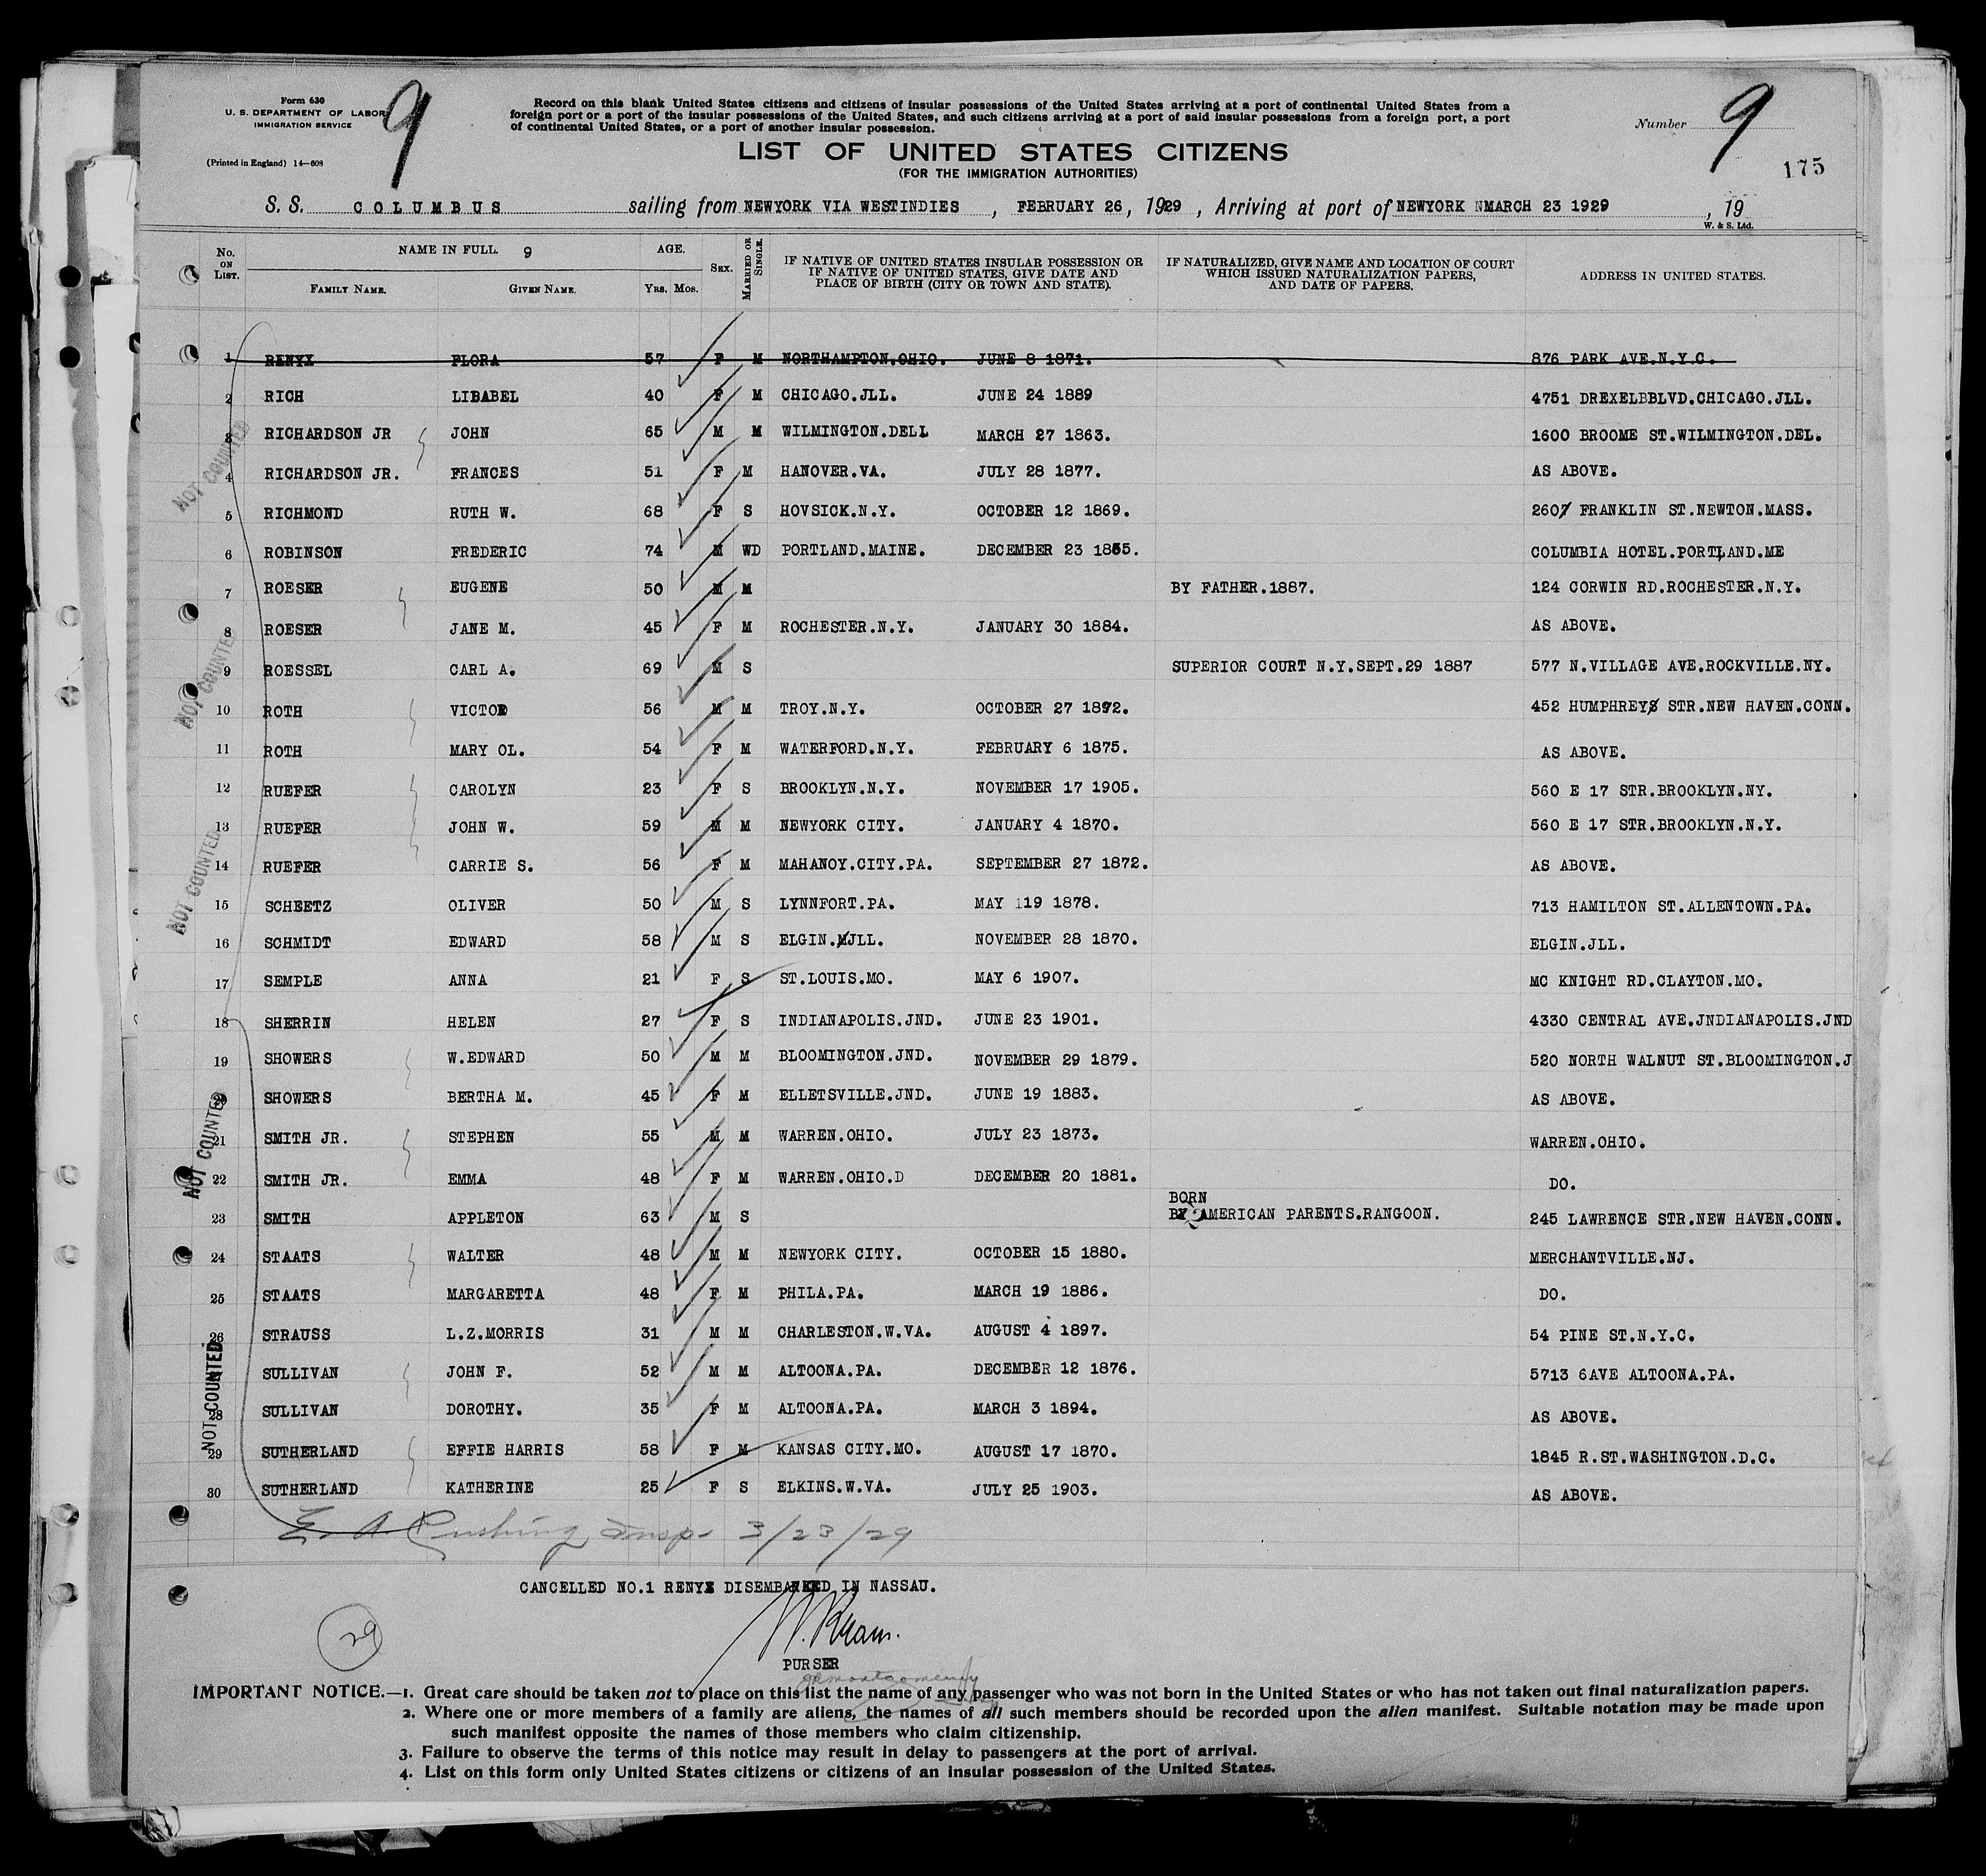 Form 630
U. S. DEPARTMENT OF LABOR
IMMIGRATION SERVICE
(Printed in England) 14—608
9
Record on this blank United States citizens and citizens of insular possessions of the United States arriving at a port of continental United States from a
foreign port or a port of the insular possessions of the United States, and such citizens arriving at a port of said insular possessions from a foreign port, a port
of continental United States, or a port of another insular possession.
Number 9
175
LIST OF UNITED STATES CITIZENS
(FOR THE IMMIGRATION AUTHORITIES)
S. S. COLUMBUS sailing from NEWYORK VIA WESTINDIES, FEBRUARY 26, 1929, Arriving at port of NEWYORK NMARCH 23 1929, 19
W. & S. Ltd.
No. ON LIST. NAME IN FULL. 9 AGE. SEX. MARRIED OR SINGLE. IF NATIVE OF UNITED STATES INSULAR POSSESSION OR IF NATIVE OF UNITED STATES, GIVE DATE AND PLACE OF BIRTH (CITY OR TOWN AND STATE). IF NATURALIZED, GIVE NAME AND LOCATION OF COURT WHICH ISSUED NATURALIZATION PAPERS, AND DATE OF PAPERS. ADDRESS IN UNITED STATES.
FAMILY NAME. GIVEN NAME. YRS. MOS.
1 RENYX FLORA 57 F M NORTHAMPTON.OHIO. JUNE 8 1871. 876 PARK AVE.N.Y.C.
2 RICH LIBABEL 40 F M CHICAGO.JLL. JUNE 24 1889 4751 DREXELBBLVD.CHICAGO.JLL.
3 RICHARDSON JR JOHN 65 M M WILMINGTON.DELL MARCH 27 1863. 1600 BROOME ST.WILMINGTON.DEL.
4 RICHARDSON JR. FRANCES 51 F M HANOVER.VA. JULY 28 1877. AS ABOVE.
5 RICHMOND RUTH W. 68 F S HOVSICK.N.Y. OCTOBER 12 1869. 2607 FRANKLIN ST.NEWTON.MASS.
6 ROBINSON FREDERIC 74 M WD PORTLAND.MAINE. DECEMBER 23 1855. COLUMBIA HOTEL.PORTLAND.ME
7 ROESER EUGENE 50 M M BY FATHER.1887. 124 CORWIN RD.ROCHESTER.N.Y.
8 ROESER JANE M. 45 F M ROCHESTER.N.Y. JANUARY 30 1884. AS ABOVE.
9 ROESSEL CARL A. 69 M S SUPERIOR COURT N.Y.SEPT.29 1887 577 N.VILLAGE AVE.ROCKVILLE.NY.
10 ROTH VICTOR 56 M M TROY.N.Y. OCTOBER 27 1872. 452 HUMPHREYS STR.NEW HAVEN.CONN.
11 ROTH MARY OL. 54 F M WATERFORD.N.Y. FEBRUARY 6 1875. AS ABOVE.
12 RUEFER CAROLYN 23 F S BROOKLYN.N.Y. NOVEMBER 17 1905. 560 E 17 STR.BROOKLYN.NY.
13 RUEFER JOHN W. 59 M M NEWYORK CITY. JANUARY 4 1870. 560 E 17 STR.BROOKLYN.N.Y.
14 RUEFER CARRIE S. 56 F M MAHANOY.CITY.PA. SEPTEMBER 27 1872. AS ABOVE.
15 SCHEETZ OLIVER 50 M S LYNNFORT.PA. MAY 119 1878. 713 HAMILTON ST.ALLENTOWN.PA.
16 SCHMIDT EDWARD 58 M S ELGIN.MJLL. NOVEMBER 28 1870. ELGIN.JLL.
17 SEMPLE ANNA 21 F S ST.LOUIS.MO. MAY 6 1907. MC KNIGHT RD.CLAYTON.MO.
18 SHERRIN HELEN 27 F S INDIANAPOLIS.JND. JUNE 23 1901. 4330 CENTRAL AVE.JNDIANAPOLIS.JND
19 SHOWERS W.EDWARD 50 M M BLOOMINGTON.JND. NOVEMBER 29 1879. 520 NORTH WALNUT ST.BLOOMINGTON.J
20 SHOWERS BERTHA M. 45 F M ELLETSVILLE.JND. JUNE 19 1883. AS ABOVE.
21 SMITH JR. STEPHEN 55 M M WARREN.OHIO. JULY 23 1873. WARREN.OHIO.
22 SMITH JR. EMMA 48 F M WARREN.OHIO.D DECEMBER 20 1881. DO.
BORN
23 SMITH APPLETON 63 M S BY AMERICAN PARENTS.RANGOON. 245 LAWRENCE STR.NEW HAVEN.CONN.
24 STAATS WALTER 48 M M NEWYORK CITY. OCTOBER 15 1880. MERCHANTVILLE.NJ.
25 STAATS MARGARETTA 48 F M PHILA.PA. MARCH 19 1886. DO.
26 STRAUSS L.Z.MORRIS 31 M M CHARLESTON.W.VA. AUGUST 4 1897. 54 PINE ST.N.Y.C.
27 SULLIVAN JOHN F. 52 M M ALTOONA.PA. DECEMBER 12 1876. 5713 6AVE ALTOONA.PA.
28 SULLIVAN DOROTHY. 35 F M ALTOONA.PA. MARCH 3 1894. AS ABOVE.
29 SUTHERLAND EFFIE HARRIS 58 F M KANSAS CITY.MO. AUGUST 17 1870. 1845 R.ST.WASHINGTON.D.C.
30 SUTHERLAND KATHERINE 25 F S ELKINS.W.VA. JULY 25 1903. AS ABOVE.
NOT COUNTED
NOT COUNTED
NOT COUNTED
NOT COUNTED
NOT COUNTED
E. A. Cushing Insp. 3/23/29
CANCELLED NO.1 RENYX DISEMBARKED IN NASSAU.
29
PURSER
IMPORTANT NOTICE.—1. Great care should be taken not to place on this list the name of any passenger who was not born in the United States or who has not taken out final naturalization papers.
2. Where one or more members of a family are aliens, the names of all such members should be recorded upon the alien manifest. Suitable notation may be made upon
such manifest opposite the names of those members who claim citizenship.
3. Failure to observe the terms of this notice may result in delay to passengers at the port of arrival.
4. List on this form only United States citizens or citizens of an insular possession of the United States.